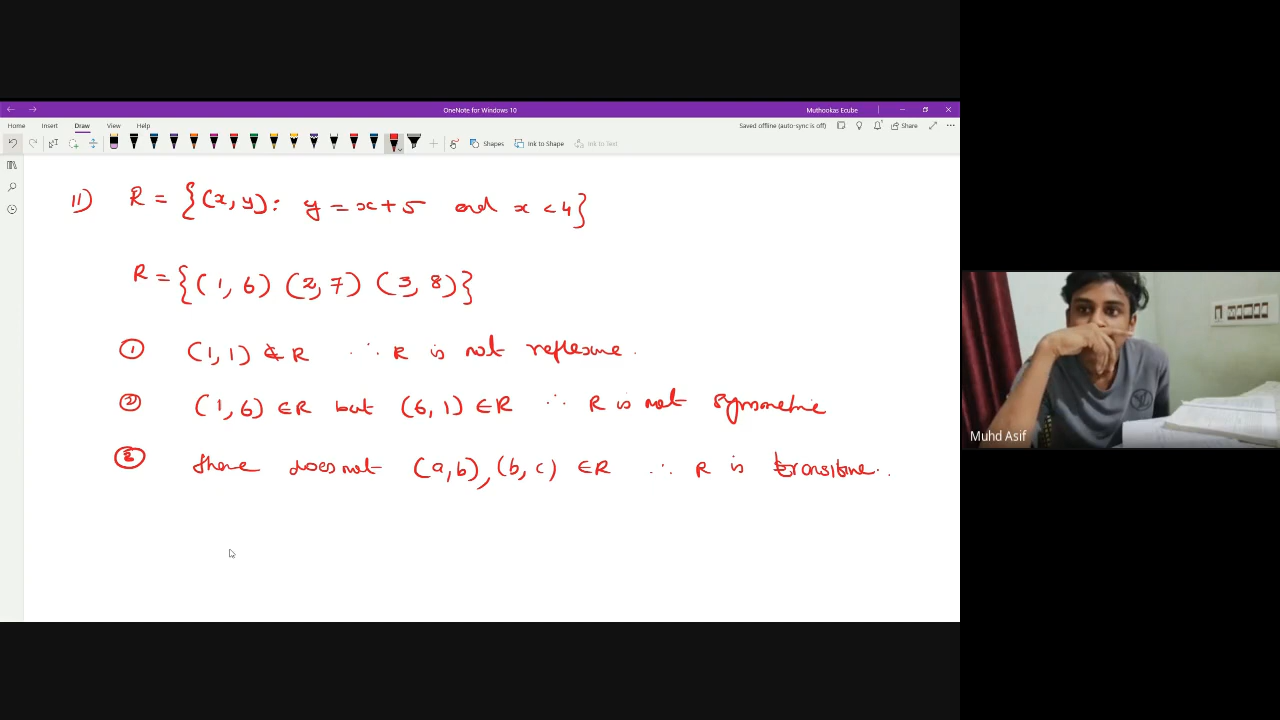 OneNote for Windows 10
Muthookas Ecube
Home Insert Draw View Help
Saved offline (auto-sync is off)
Share
Shapes
Ink to Shape
Ink to Text
11) R = {(x, y): y = x + 5 and x < 4}
R = {(1, 6) (2, 7) (3, 8)}
① (1, 1) ∉ R ∴ R is not reflexive.
② (1, 6) ∈ R but (6, 1) ∈ R ∴ R is not symmetric
③ there does not (a, b), (b, c) ∈ R ∴ R is transitive.
Muhd Asif